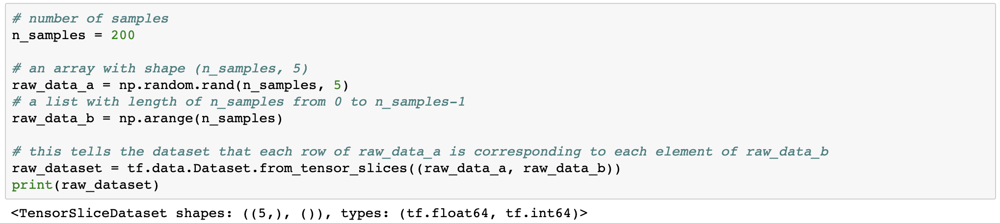 # number of samples
n_samples = 200
# an array with shape (n_samples, 5)
raw_data_a = np.random.rand(n_samples, 5)
# a list with length of n_samples from 0 to n_samples-1
raw_data_b = np.arange(n_samples)
# this tells the dataset that each row of raw_data_a is corresponding to each element of raw_data_b
raw_dataset = tf.data.Dataset.from_tensor_slices((raw_data_a, raw_data_b))
print(raw_dataset)
<TensorSliceDataset shapes: ((5,), ()), types: (tf.float64, tf.int64)>